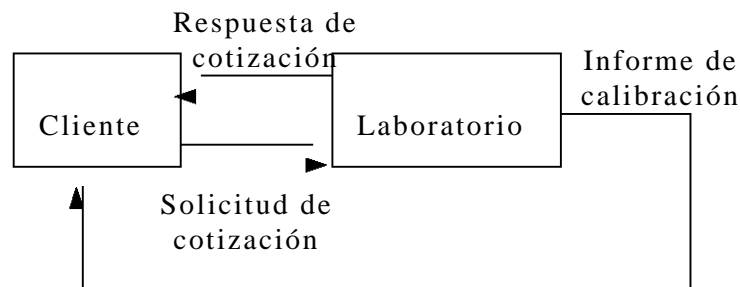 Respuesta de
cotización
Informe de
calibración
Cliente
Laboratorio
Solicitud de
cotización